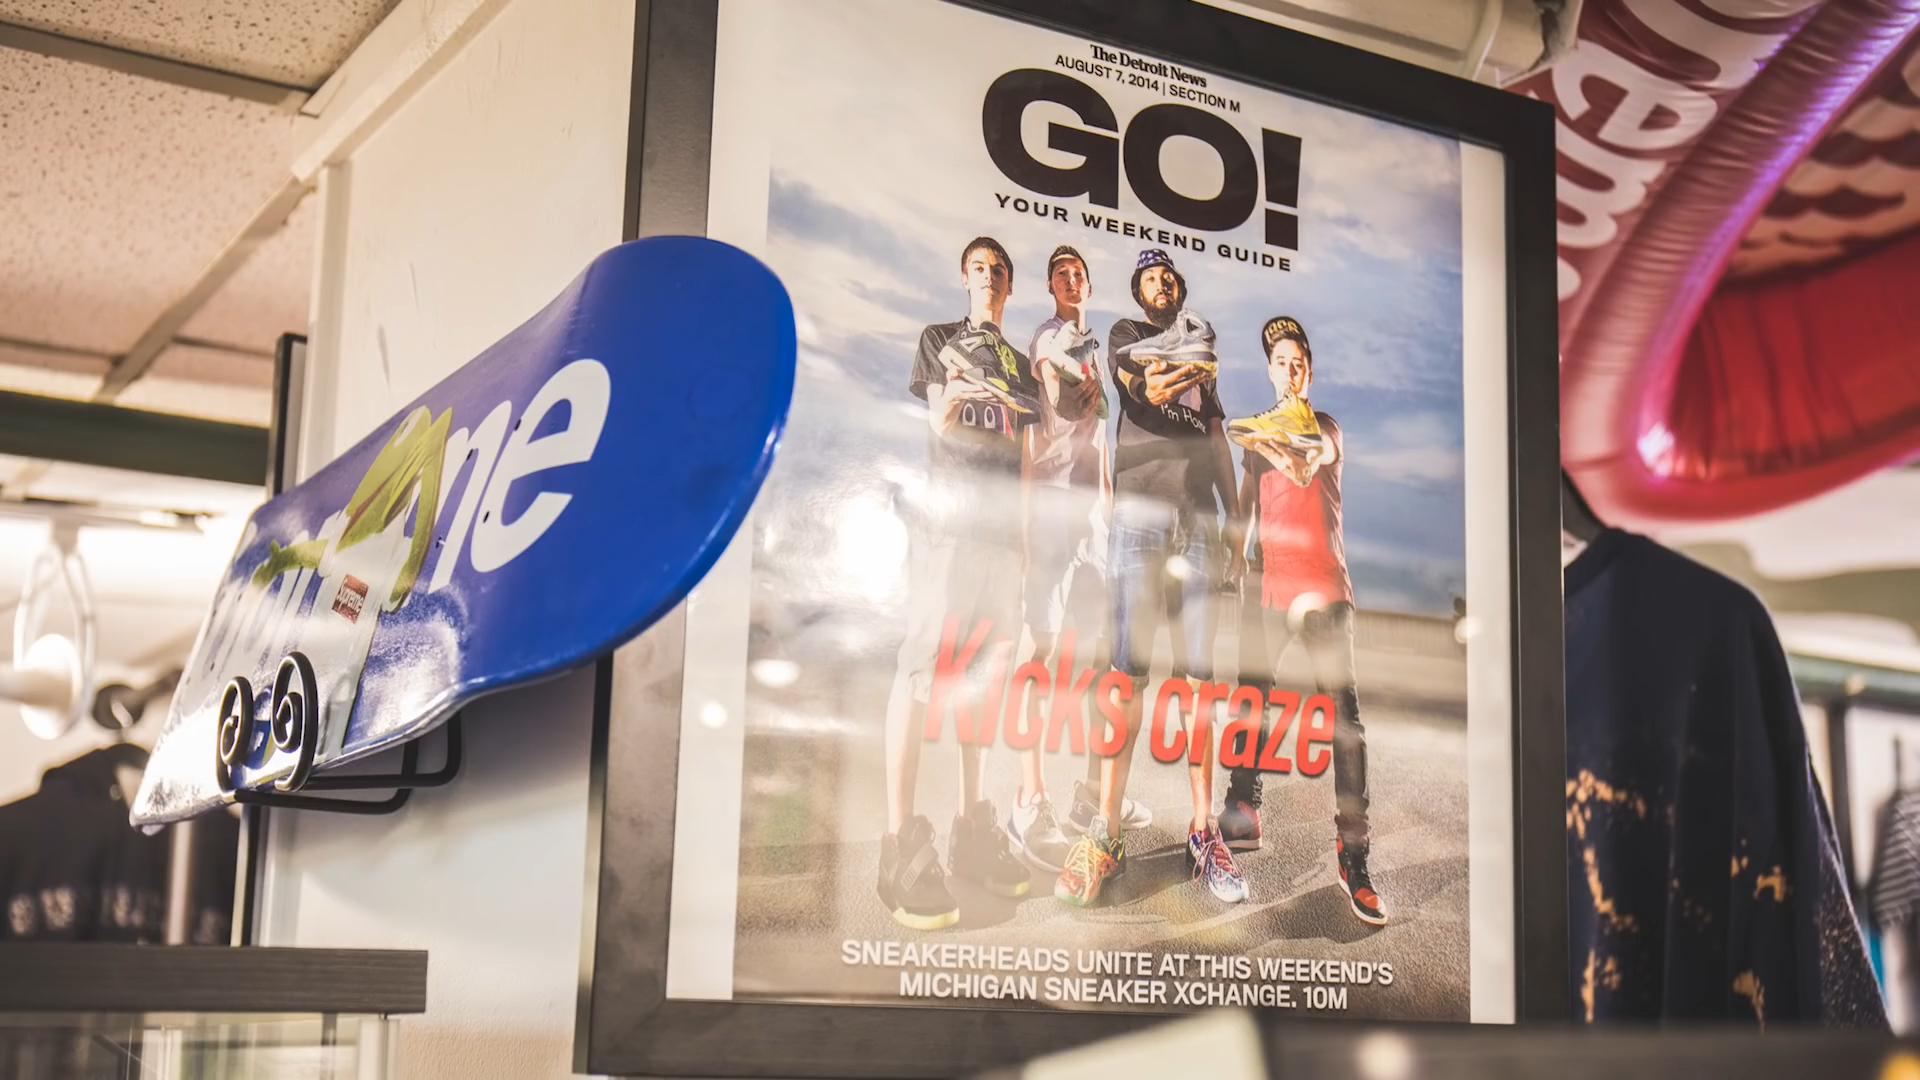 The Detroit News
AUGUST 7, 2014 | SECTION M
GO!
YOUR WEEKEND GUIDE
I'm
Kicks craze
SNEAKERHEADS UNITE AT THIS WEEKEND'S
MICHIGAN SNEAKER XCHANGE. 10M
Supreme